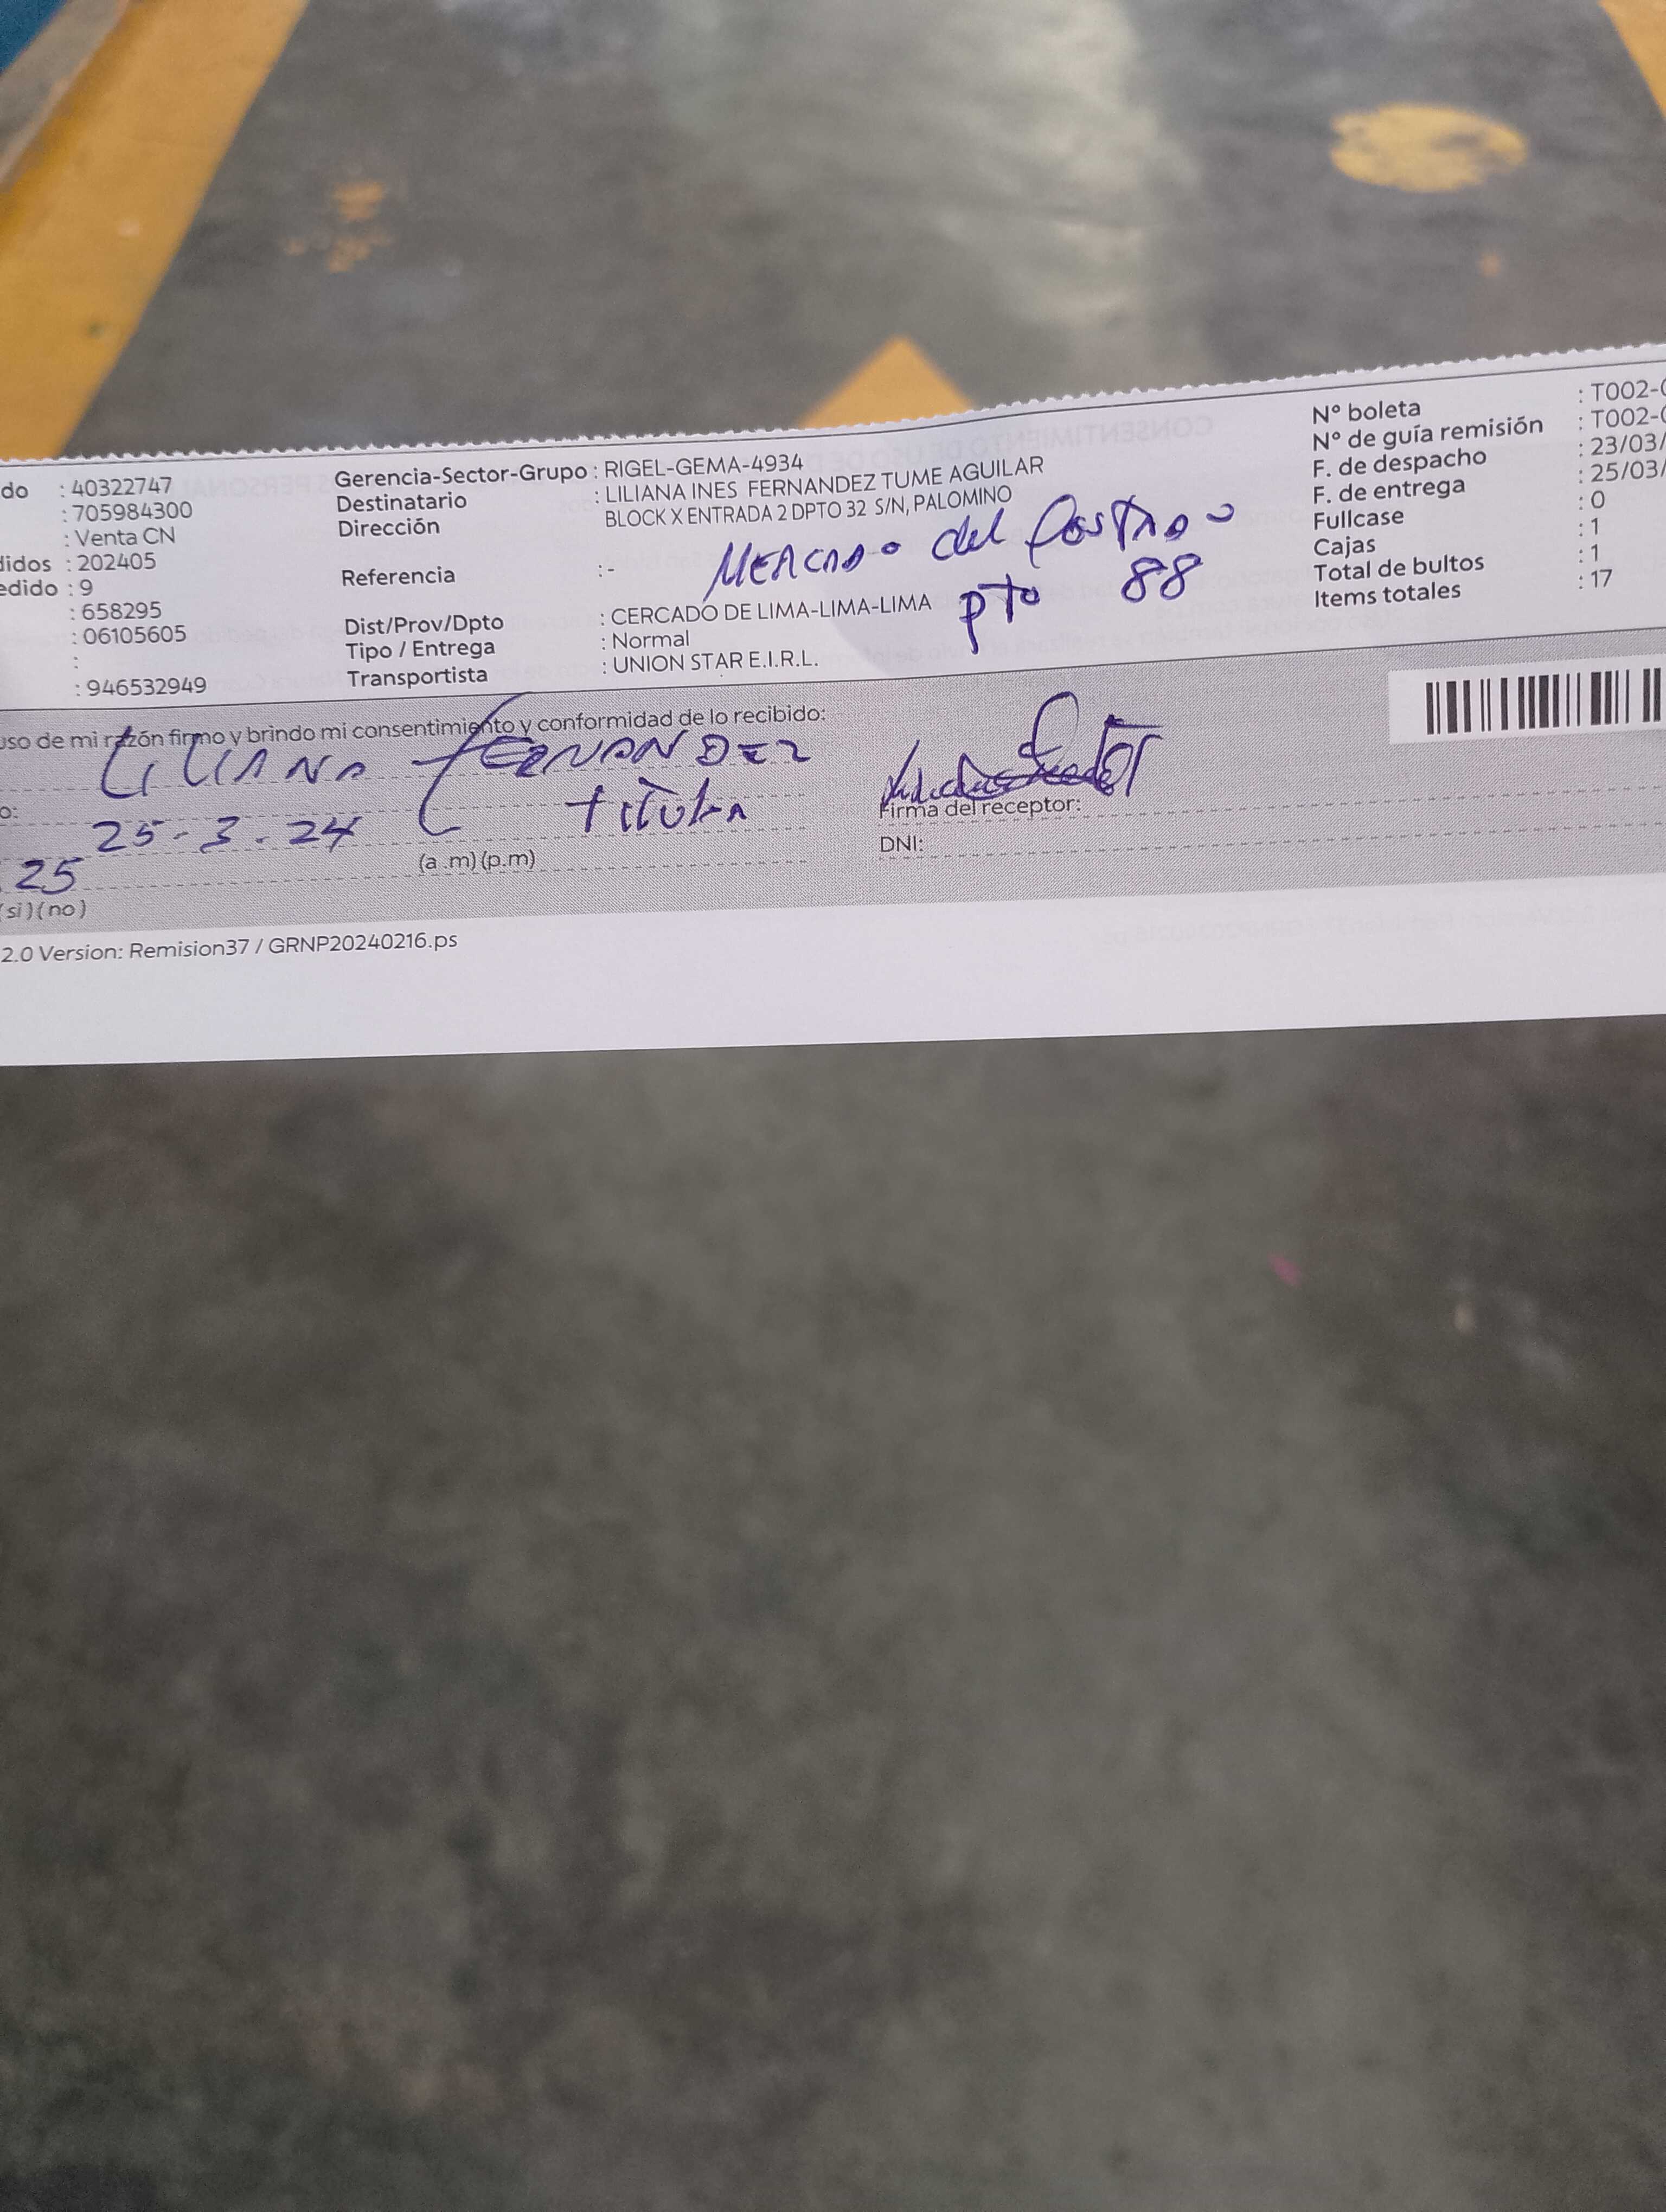 do : 40322747
: 705984300
: Venta CN
didos : 202405
edido : 9
: 658295
: 06105605
:
: 946532949
Gerencia-Sector-Grupo : RIGEL-GEMA-4934
Destinatario : LILIANA INES FERNANDEZ TUME AGUILAR
Dirección BLOCK X ENTRADA 2 DPTO 32 S/N, PALOMINO
Mercado del
Referencia : -
pto 88
Dist/Prov/Dpto : CERCADO DE LIMA-LIMA-LIMA
Tipo / Entrega : Normal
Transportista : UNION STAR E.I.R.L.
Nº boleta : T002-0
Nº de guía remisión : T002-0
F. de despacho : 23/03/
F. de entrega : 25/03/
Fullcase : 0
Cajas : 1
Total de bultos : 1
Items totales : 17
uso de mi razón firmo y brindo mi consentimiento y conformidad de lo recibido:
LILIANA FERNANDEZ
titular
o:
25-3-24
Firma del receptor:
25 (a .m) (p.m)
DNI:
(si) (no)
2.0 Version: Remision37 / GRNP20240216.ps